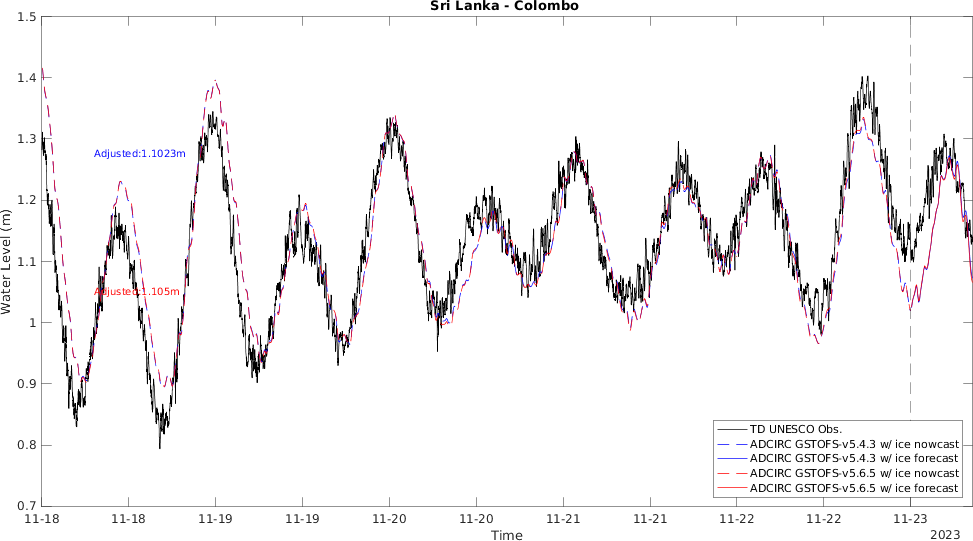 Sri Lanka - Colombo
Water Level (m)
1.5
1.4
1.3
1.2
1.1
1
0.9
0.8
0.7
Adjusted:1.1023m
Adjusted:1.105m
TD UNESCO Obs.
ADCIRC GSTOFS-v5.4.3 w/ ice nowcast
ADCIRC GSTOFS-v5.4.3 w/ ice forecast
ADCIRC GSTOFS-v5.6.5 w/ ice nowcast
ADCIRC GSTOFS-v5.6.5 w/ ice forecast
11-18 11-18 11-19 11-19 11-20 11-20 11-21 11-21 11-22 11-22 11-23
Time
2023